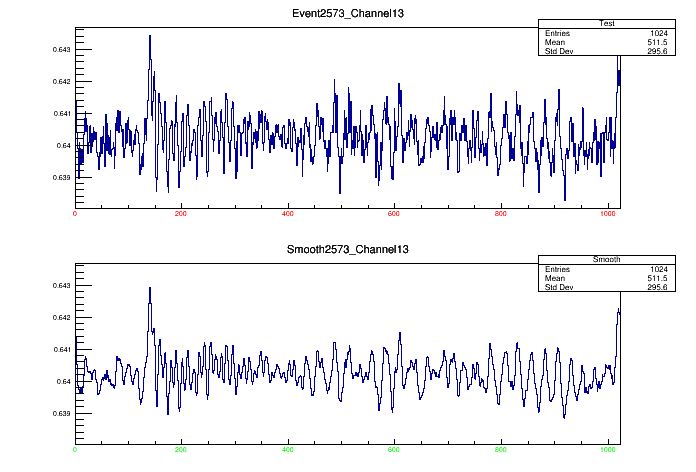 Event2573_Channel13
Test
Entries 1024
Mean 511.5
Std Dev 295.6
0.643
0.642
0.641
0.64
0.639
0 200 400 600 800 1000
Smooth2573_Channel13
Smooth
Entries 1024
Mean 511.5
Std Dev 295.6
0.643
0.642
0.641
0.64
0.639
0 200 400 600 800 1000